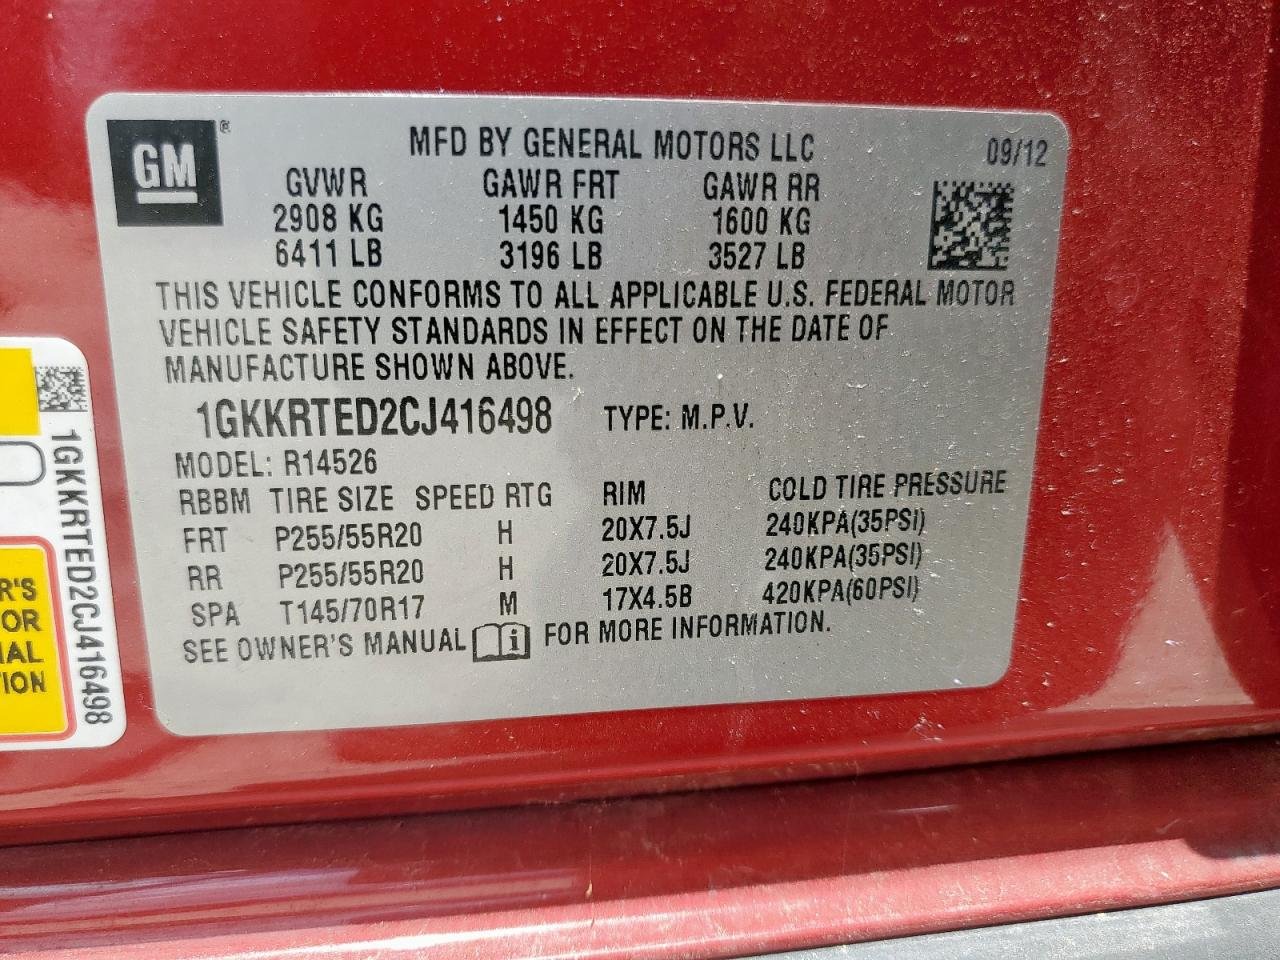 GM ®
MFD BY GENERAL MOTORS LLC 09/12
GVWR GAWR FRT GAWR RR
2908 KG 1450 KG 1600 KG
6411 LB 3196 LB 3527 LB
THIS VEHICLE CONFORMS TO ALL APPLICABLE U.S. FEDERAL MOTOR
VEHICLE SAFETY STANDARDS IN EFFECT ON THE DATE OF
MANUFACTURE SHOWN ABOVE.
1GKKRTED2CJ416498 TYPE: M.P.V.
MODEL: R14526
RBBM TIRE SIZE SPEED RTG RIM COLD TIRE PRESSURE
FRT P255/55R20 H 20X7.5J 240KPA(35PSI)
RR P255/55R20 H 20X7.5J 240KPA(35PSI)
SPA T145/70R17 M 17X4.5B 420KPA(60PSI)
SEE OWNER'S MANUAL i FOR MORE INFORMATION.
1GKKRTED2CJ416498
R'S
OR
IAL
ION